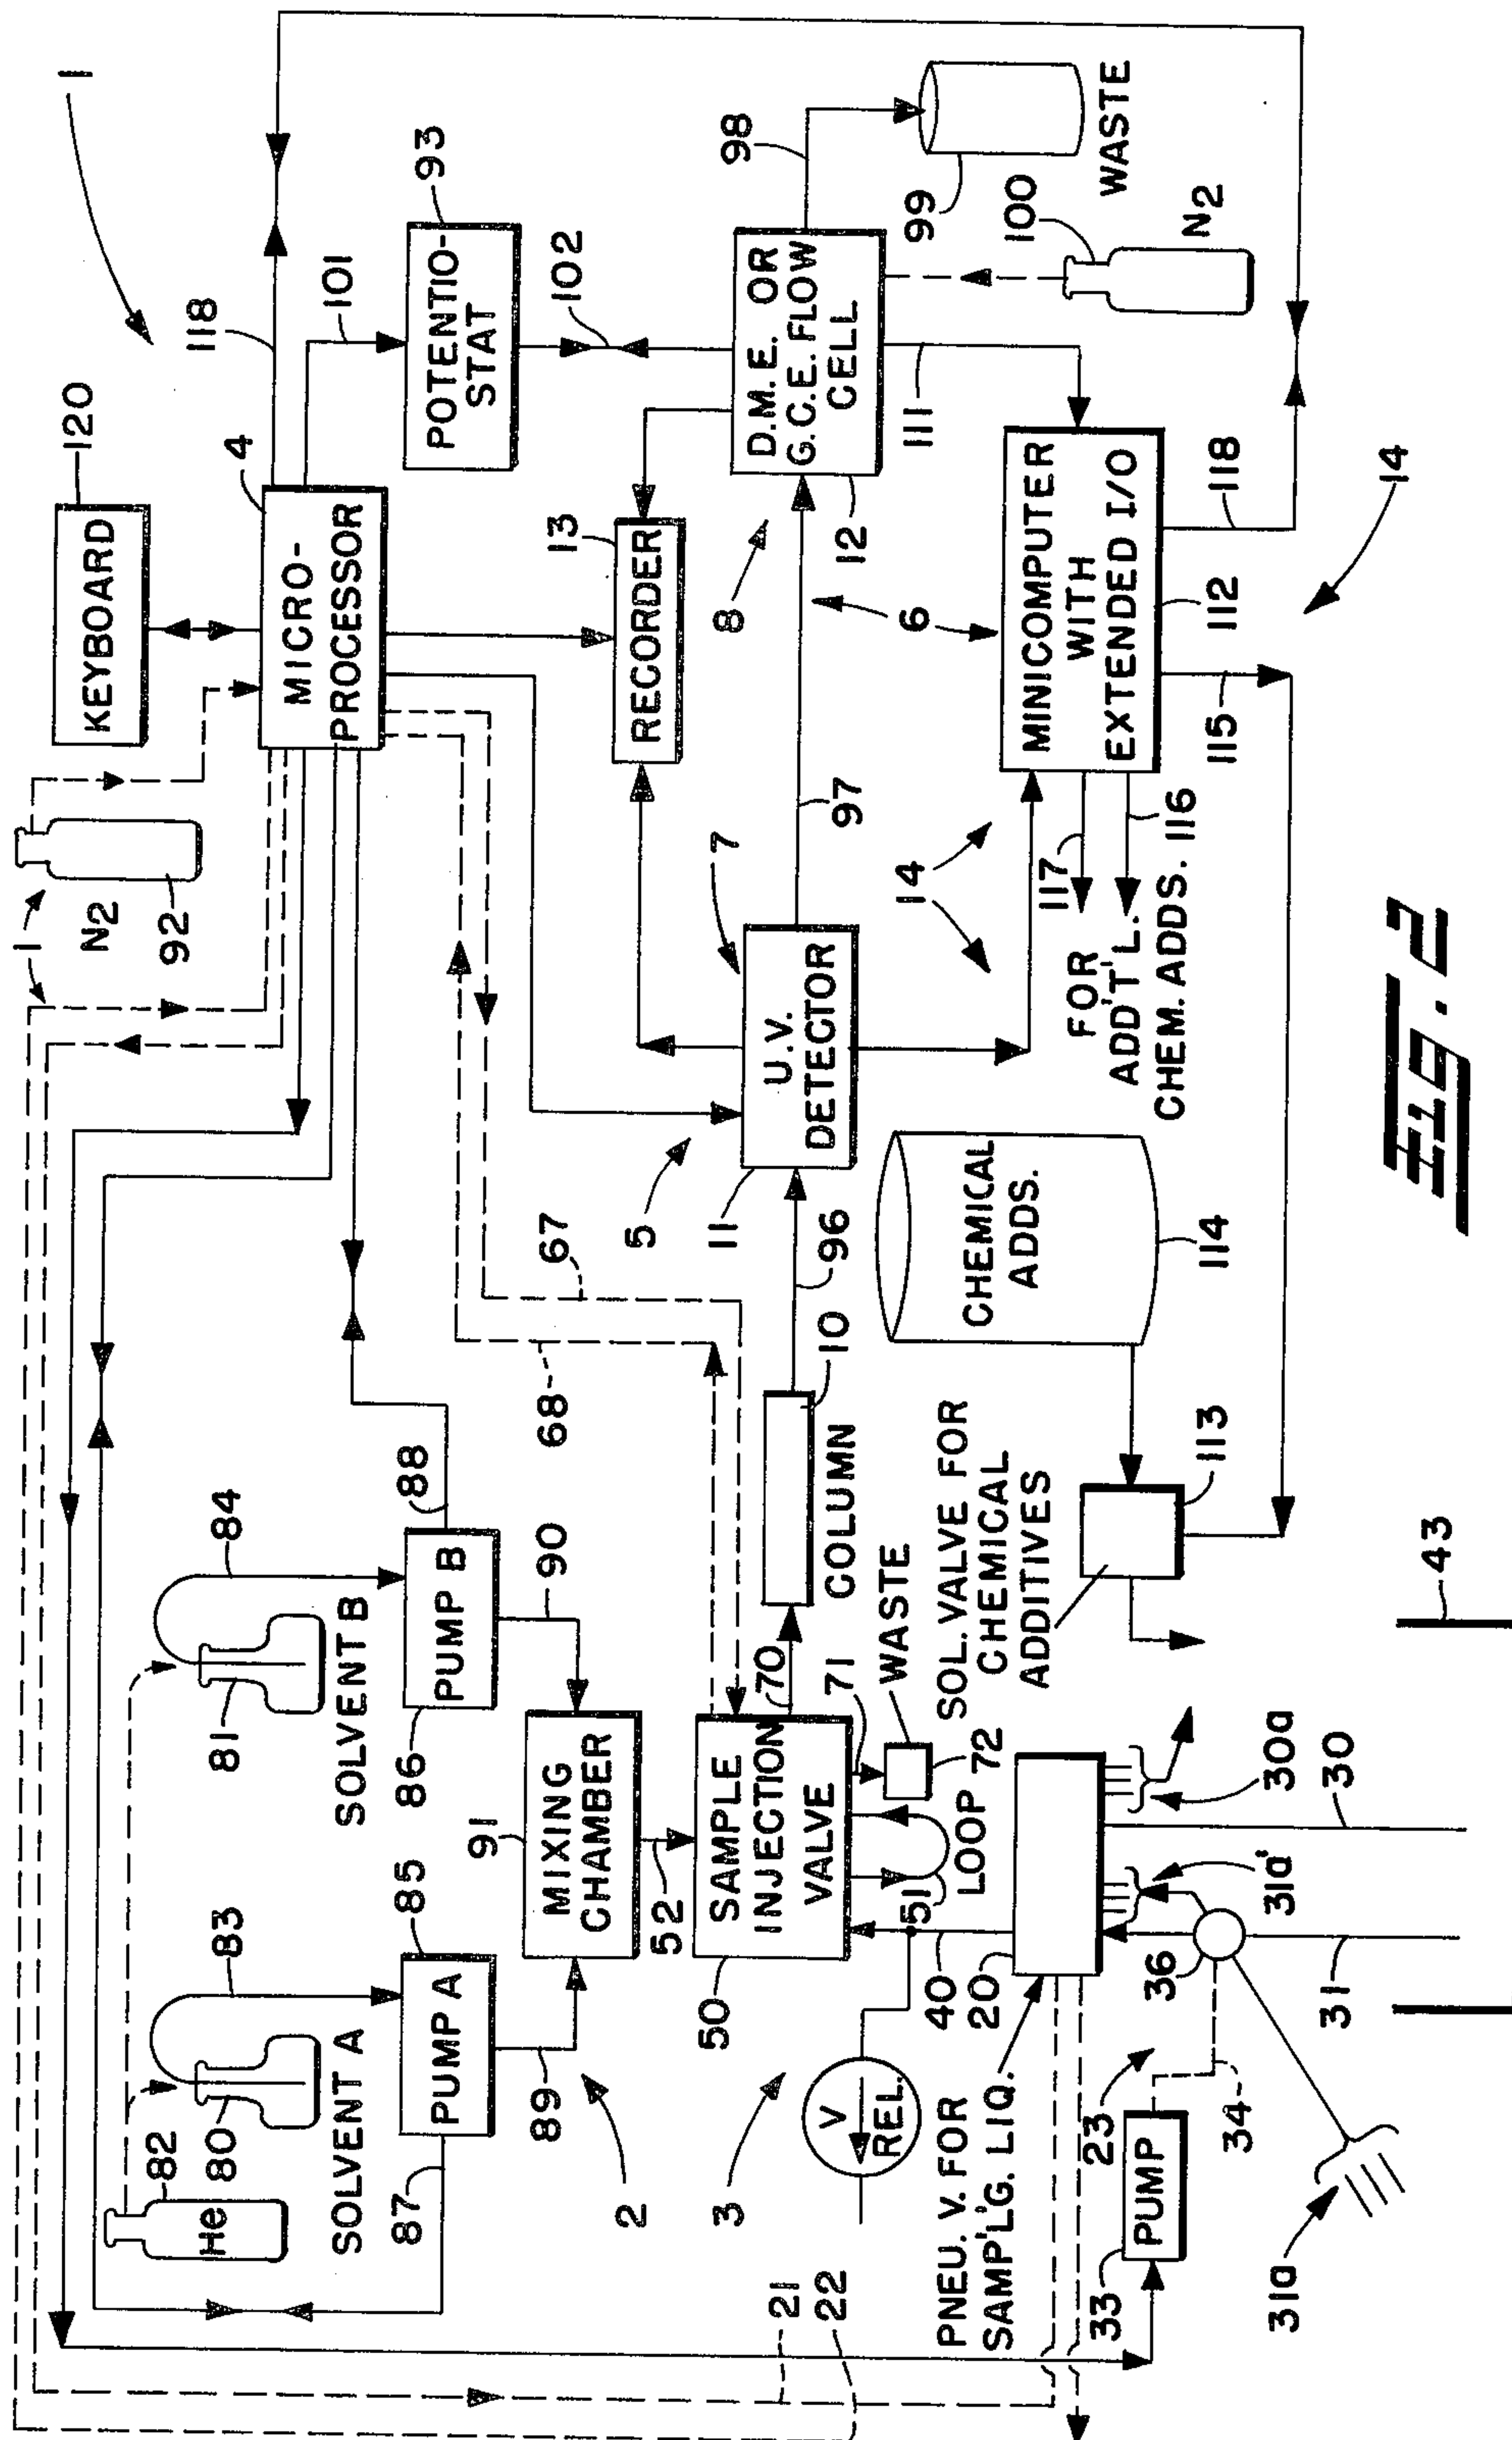 1
118
101
93
POTENTIO-
STAT
102
98
99
WASTE
D.M.E. OR
G.C.E. FLOW
CELL
100
N2
120
KEYBOARD
4
MICRO-
PROCESSOR
13
RECORDER
8
12
6
111
MINICOMPUTER
WITH
EXTENDED I/O
118
112
115
14
1
N2
92
97
7
14
117
116
FOR
ADD'T'L.
CHEM. ADDS.
U.V.
DETECTOR
5
11
67
68
96
10
COLUMN
CHEMICAL
ADDS.
114
FIG. 2
84
88
81
SOLVENT B
PUMP B
86
90
91
MIXING
CHAMBER
52
SAMPLE
INJECTION
VALVE
50
70
71
WASTE
72
SOL. VALVE FOR
CHEMICAL
ADDITIVES
113
43
51
LOOP
83
82
He
80
SOLVENT A
85
PUMP A
87
89
2
3
V
REL.
40
20
PNEU. V. FOR
SAMP'L'G. LIQ.
30a
30
31a'
36
31
23
34
33
PUMP
31a
21
22